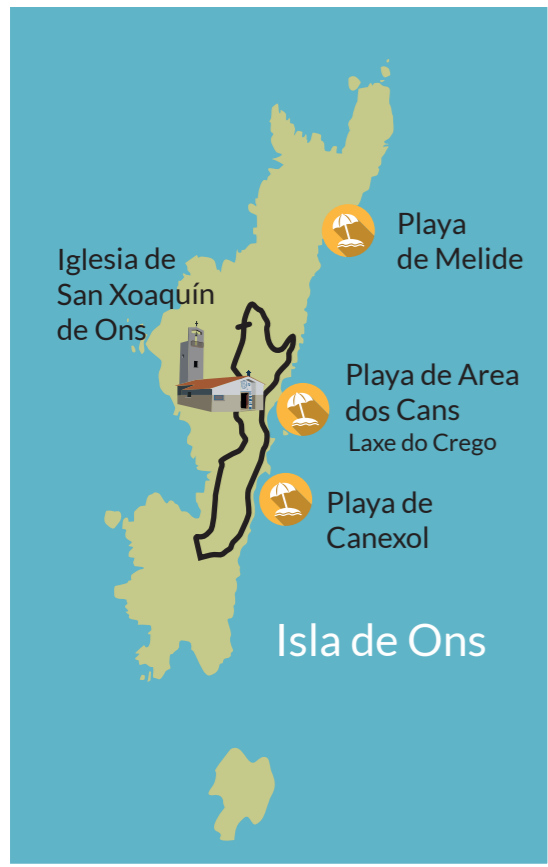 Playa
de Melide
Iglesia de
San Xoaquín
de Ons
Playa de Area
dos Cans
Laxe do Crego
Playa de
Canexol
Isla de Ons